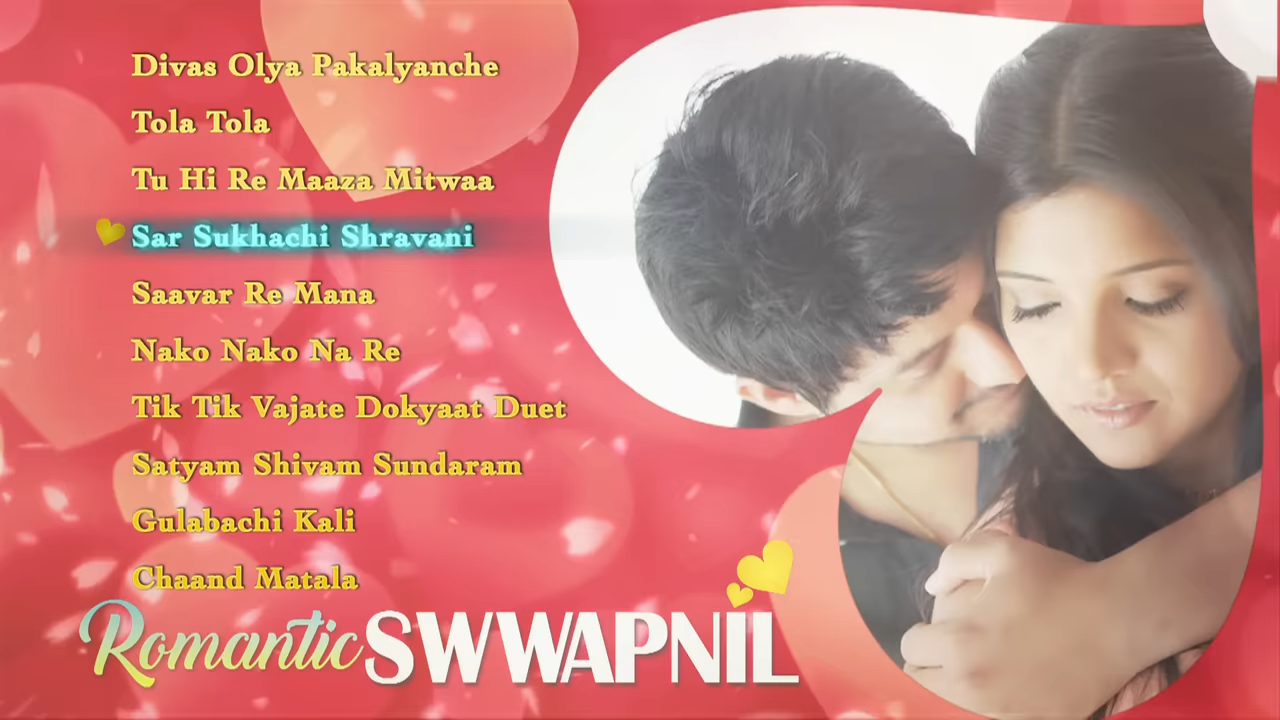 Divas Olya Pakalyanche
Tola Tola
Tu Hi Re Maaza Mitwaa
Sar Sukhachi Shravani
Saavar Re Mana
Nako Nako Na Re
Tik Tik Vajate Dokyaat Duet
Satyam Shivam Sundaram
Gulabachi Kali
Chaand Matala
Romantic SWWAPNIL